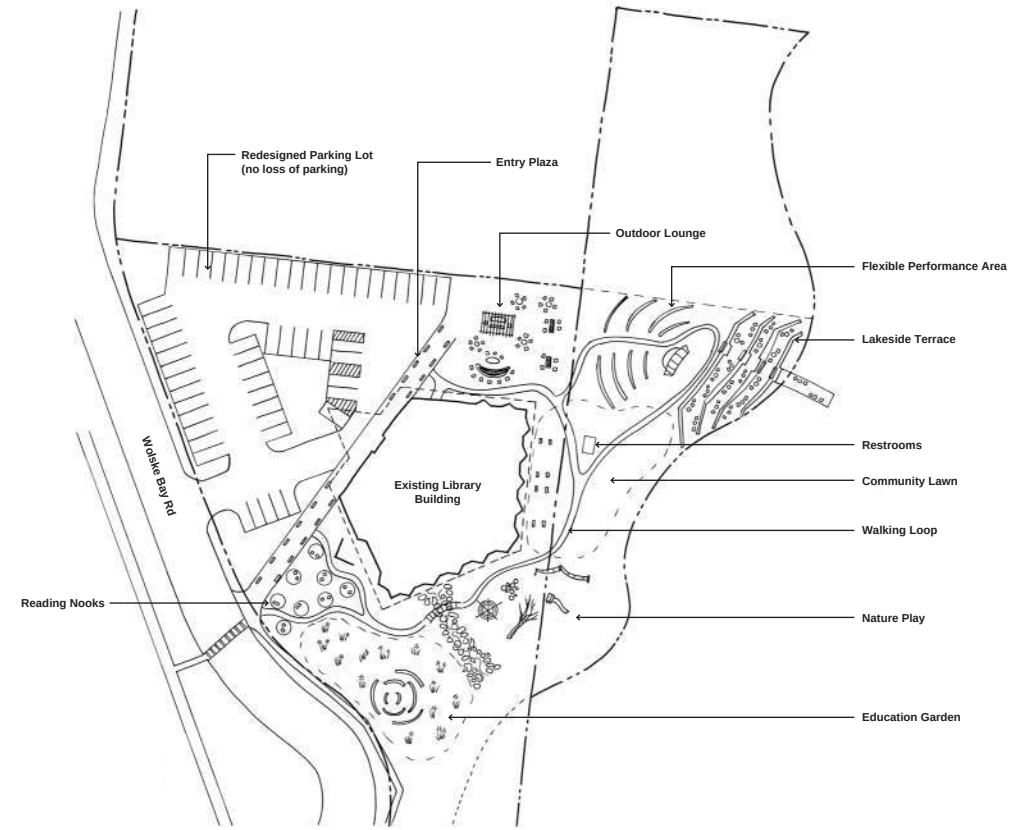 Redesigned Parking Lot
(no loss of parking)
Entry Plaza
Outdoor Lounge
Flexible Performance Area
Lakeside Terrace
Wolske Bay Rd
Existing Library
Building
Restrooms
Community Lawn
Walking Loop
Reading Nooks
Nature Play
Education Garden